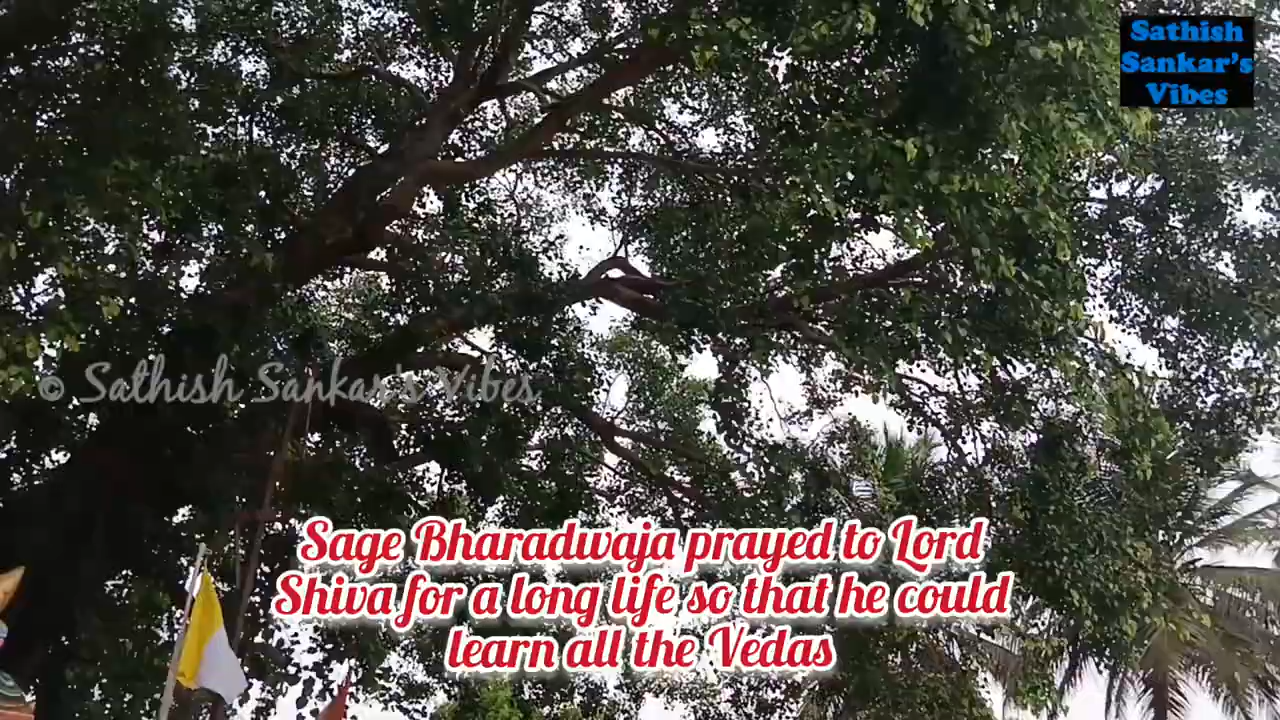 Sathish
Sankar's
Vibes
© Sathish Sankar's Vibes
Sage Bharadwaja prayed to Lord
Shiva for a long life so that he could
learn all the Vedas